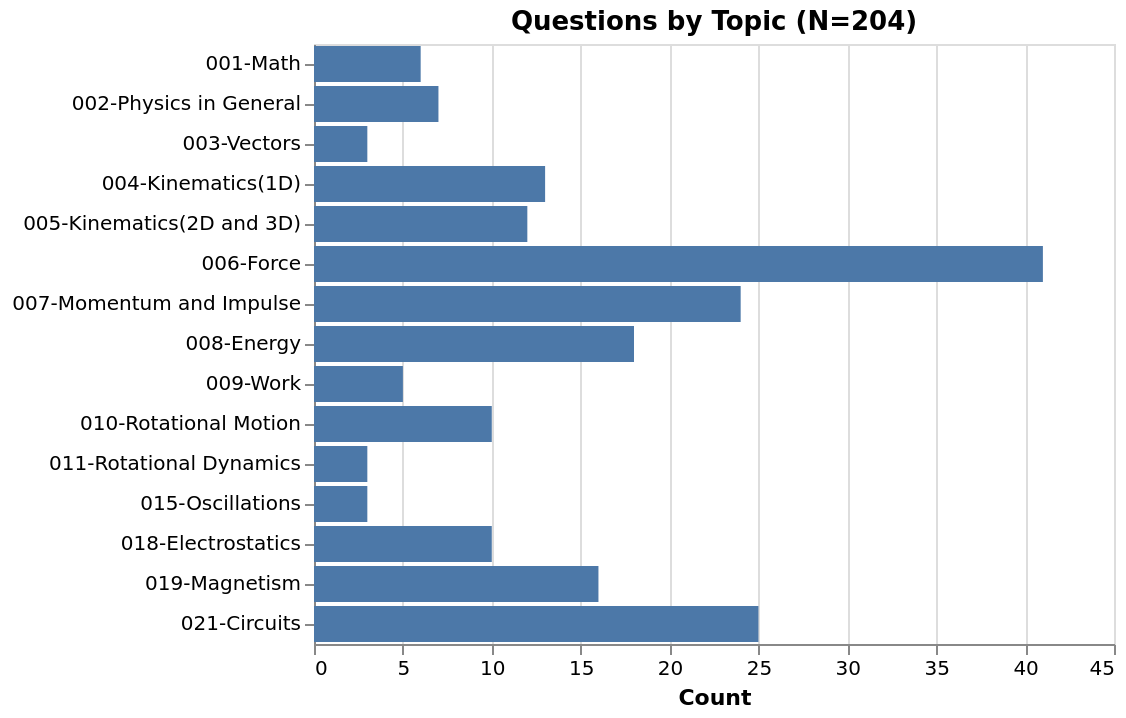 Questions by Topic (N=204)
001-Math
002-Physics in General
003-Vectors
004-Kinematics(1D)
005-Kinematics(2D and 3D)
006-Force
007-Momentum and Impulse
008-Energy
009-Work
010-Rotational Motion
011-Rotational Dynamics
015-Oscillations
018-Electrostatics
019-Magnetism
021-Circuits
0 5 10 15 20 25 30 35 40 45
Count